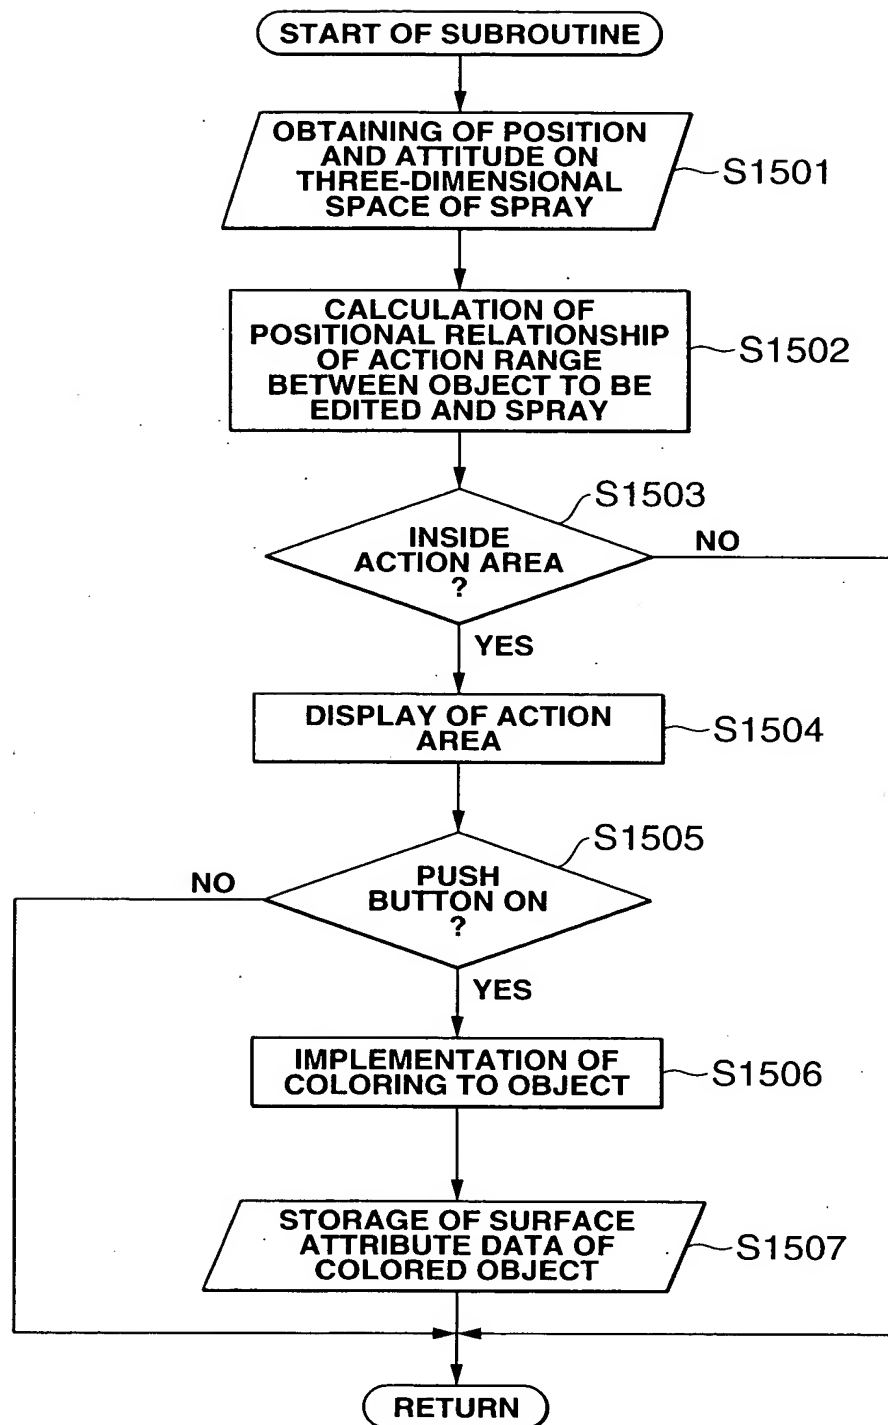 START OF SUBROUTINE
OBTAINING OF POSITION
AND ATTITUDE ON
THREE-DIMENSIONAL
SPACE OF SPRAY
S1501
CALCULATION OF
POSITIONAL RELATIONSHIP
OF ACTION RANGE
BETWEEN OBJECT TO BE
EDITED AND SPRAY
S1502
S1503
INSIDE
ACTION AREA
?
NO
YES
DISPLAY OF ACTION
AREA
S1504
S1505
NO
PUSH
BUTTON ON
?
YES
IMPLEMENTATION OF
COLORING TO OBJECT
S1506
STORAGE OF SURFACE
ATTRIBUTE DATA OF
COLORED OBJECT
S1507
RETURN